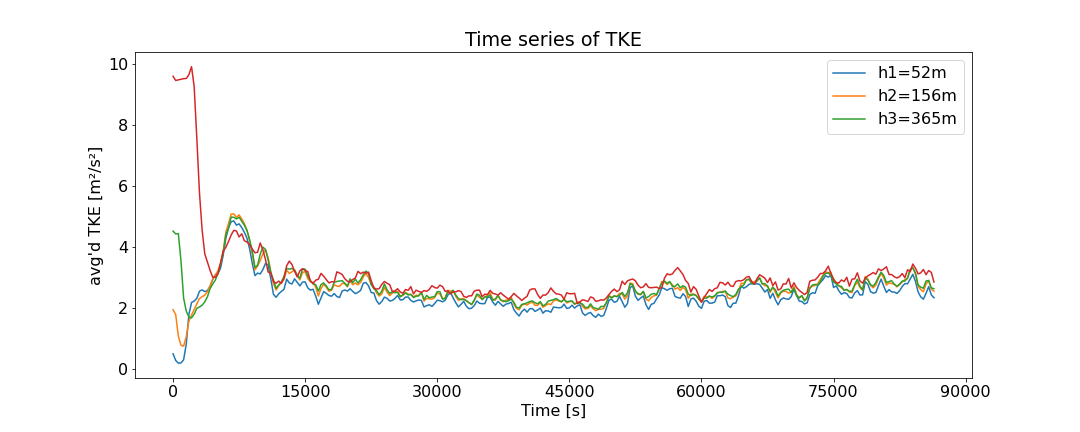 Time series of TKE
avg'd TKE [m²/s²]
10
8
6
4
2
0
h1=52m
h2=156m
h3=365m
0 15000 30000 45000 60000 75000 90000
Time [s]